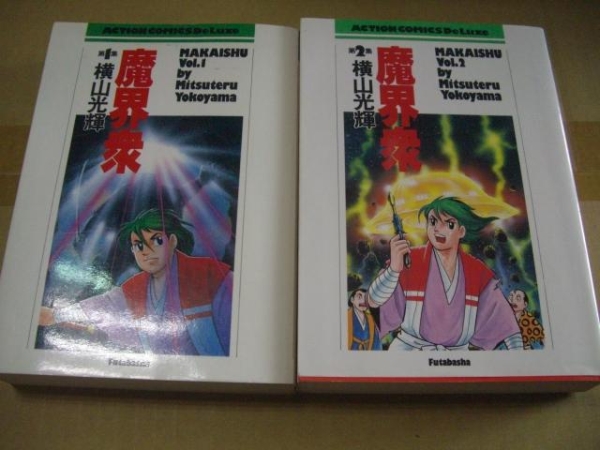 ACTION COMICS DeLuxe
MAKAISHU
Vol.1
by
Mitsuteru
Yokoyama
魔界衆
第1集
横山光輝
Futabasha
ACTION COMICS DeLuxe
MAKAISHU
Vol.2
by
Mitsuteru
Yokoyama
魔界衆
第2集
横山光輝
Futabasha